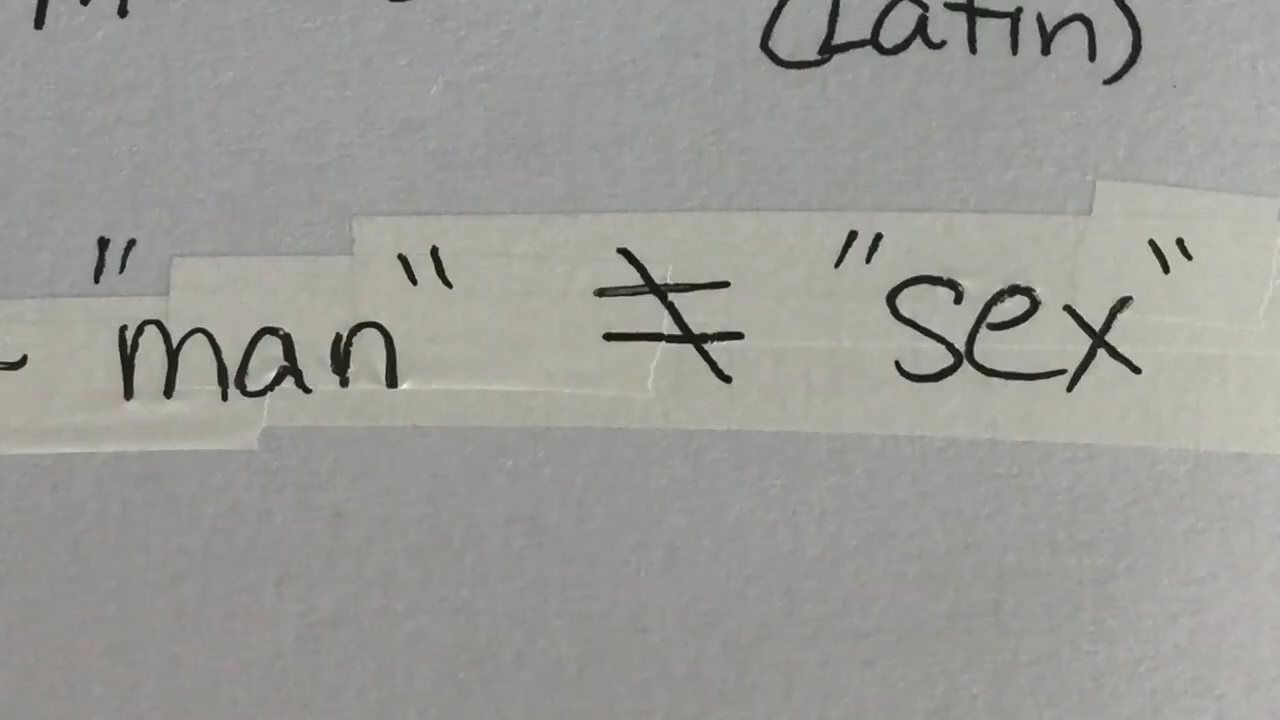 (Latin)
- "man" ≠ "sex"